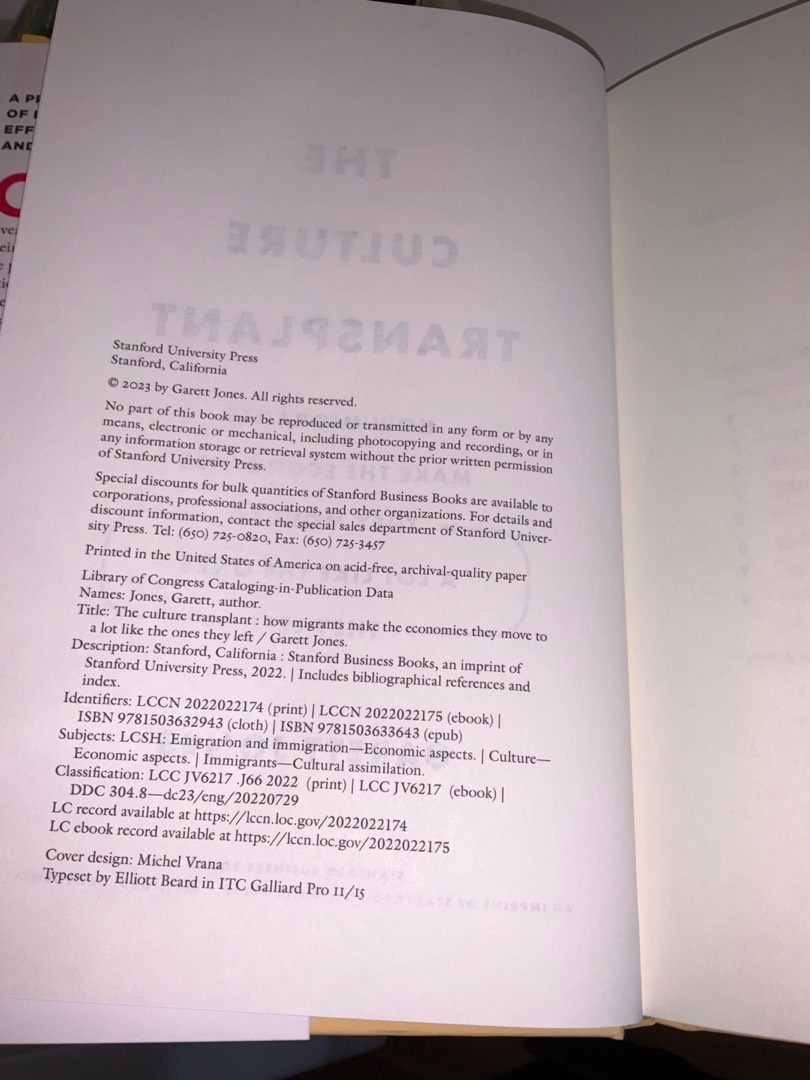 A
OF
EFF
AND
THE
CULTURE
TRANSPLANT
Stanford University Press
Stanford, California
© 2023 by Garett Jones. All rights reserved.
No part of this book may be reproduced or transmitted in any form or by any
means, electronic or mechanical, including photocopying and recording, or in
any information storage or retrieval system without the prior written permission
of Stanford University Press.
Special discounts for bulk quantities of Stanford Business Books are available to
corporations, professional associations, and other organizations. For details and
discount information, contact the special sales department of Stanford Univer-
sity Press. Tel: (650) 725-0820, Fax: (650) 725-3457
Printed in the United States of America on acid-free, archival-quality paper
Library of Congress Cataloging-in-Publication Data
Names: Jones, Garett, author.
Title: The culture transplant : how migrants make the economies they move to
a lot like the ones they left / Garett Jones.
Description: Stanford, California : Stanford Business Books, an imprint of
Stanford University Press, 2022. | Includes bibliographical references and
index.
Identifiers: LCCN 2022022174 (print) | LCCN 2022022175 (ebook) |
ISBN 9781503632943 (cloth) | ISBN 9781503633643 (epub)
Subjects: LCSH: Emigration and immigration—Economic aspects. | Culture—
Economic aspects. | Immigrants—Cultural assimilation.
Classification: LCC JV6217 .J66 2022 (print) | LCC JV6217 (ebook) |
DDC 304.8—dc23/eng/20220729
LC record available at https://lccn.loc.gov/2022022174
LC ebook record available at https://lccn.loc.gov/2022022175
Cover design: Michel Vrana
Typeset by Elliott Beard in ITC Galliard Pro 11/15